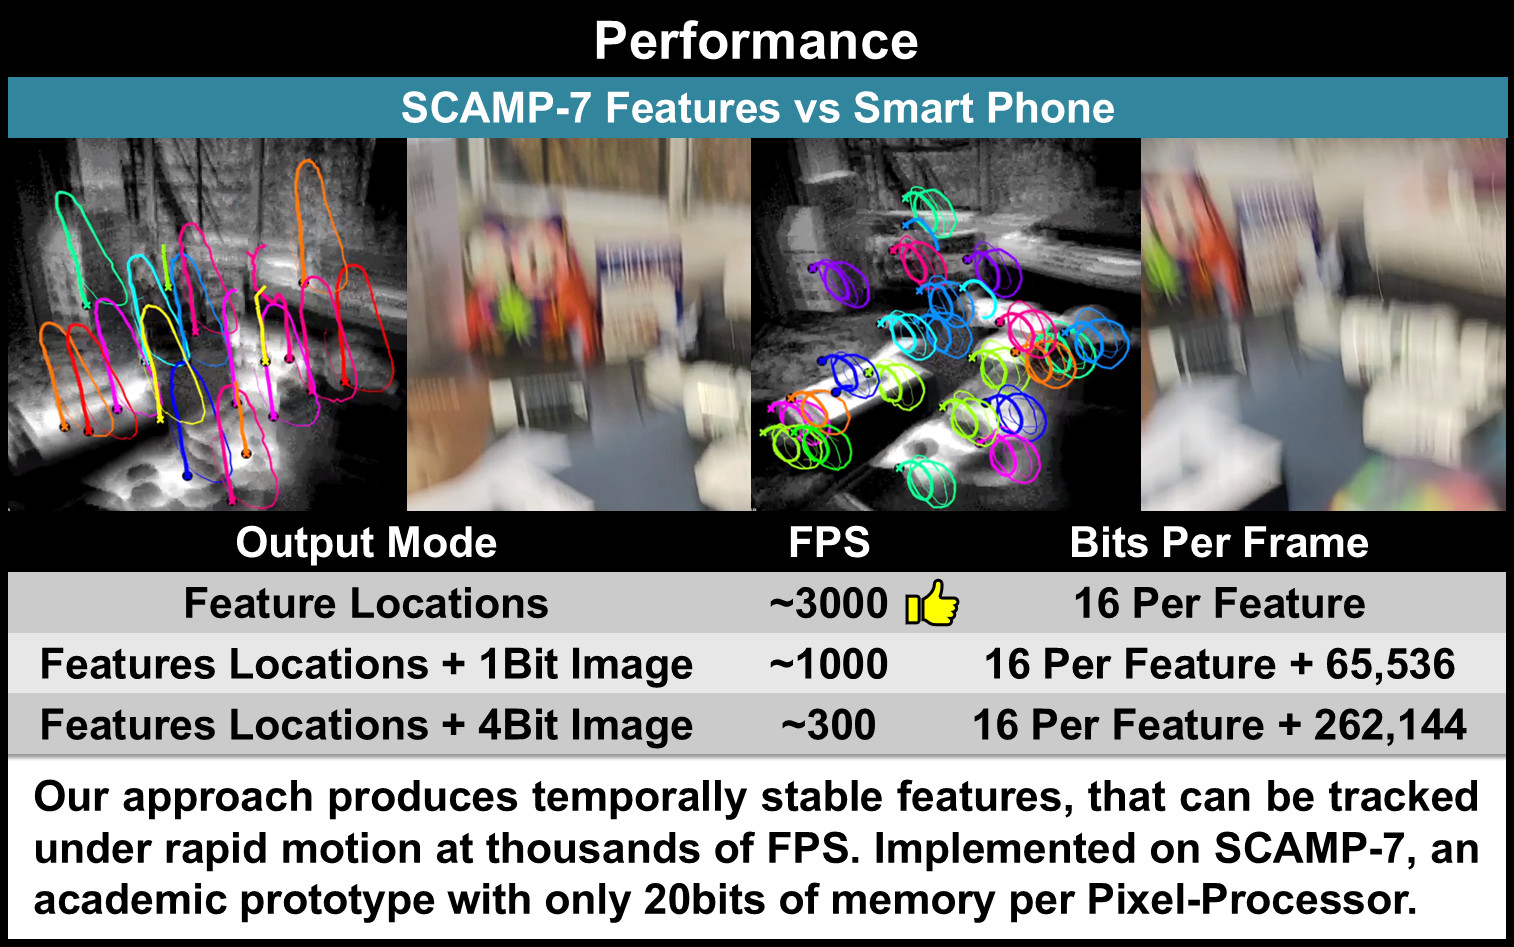 Performance
SCAMP-7 Features vs Smart Phone
Output Mode FPS Bits Per Frame
Feature Locations ~3000 16 Per Feature
Features Locations + 1Bit Image ~1000 16 Per Feature + 65,536
Features Locations + 4Bit Image ~300 16 Per Feature + 262,144
Our approach produces temporally stable features, that can be tracked
under rapid motion at thousands of FPS. Implemented on SCAMP-7, an
academic prototype with only 20bits of memory per Pixel-Processor.